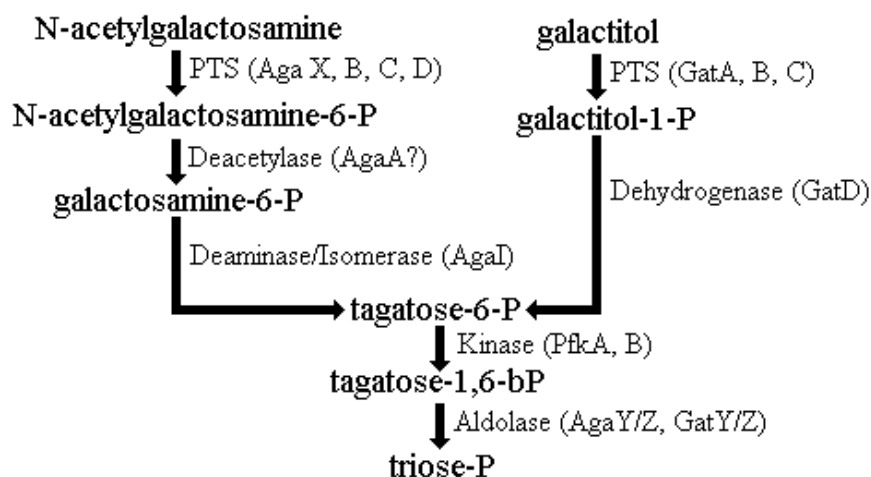 N-acetylgalactosamine
galactitol
PTS (Aga X, B, C, D)
PTS (GatA, B, C)
N-acetylgalactosamine-6-P
galactitol-1-P
Deacetylase (AgaA?)
galactosamine-6-P
Dehydrogenase (GatD)
Deaminase/Isomerase (AgaI)
tagatose-6-P
Kinase (PfkA, B)
tagatose-1,6-bP
Aldolase (AgaY/Z, GatY/Z)
triose-P